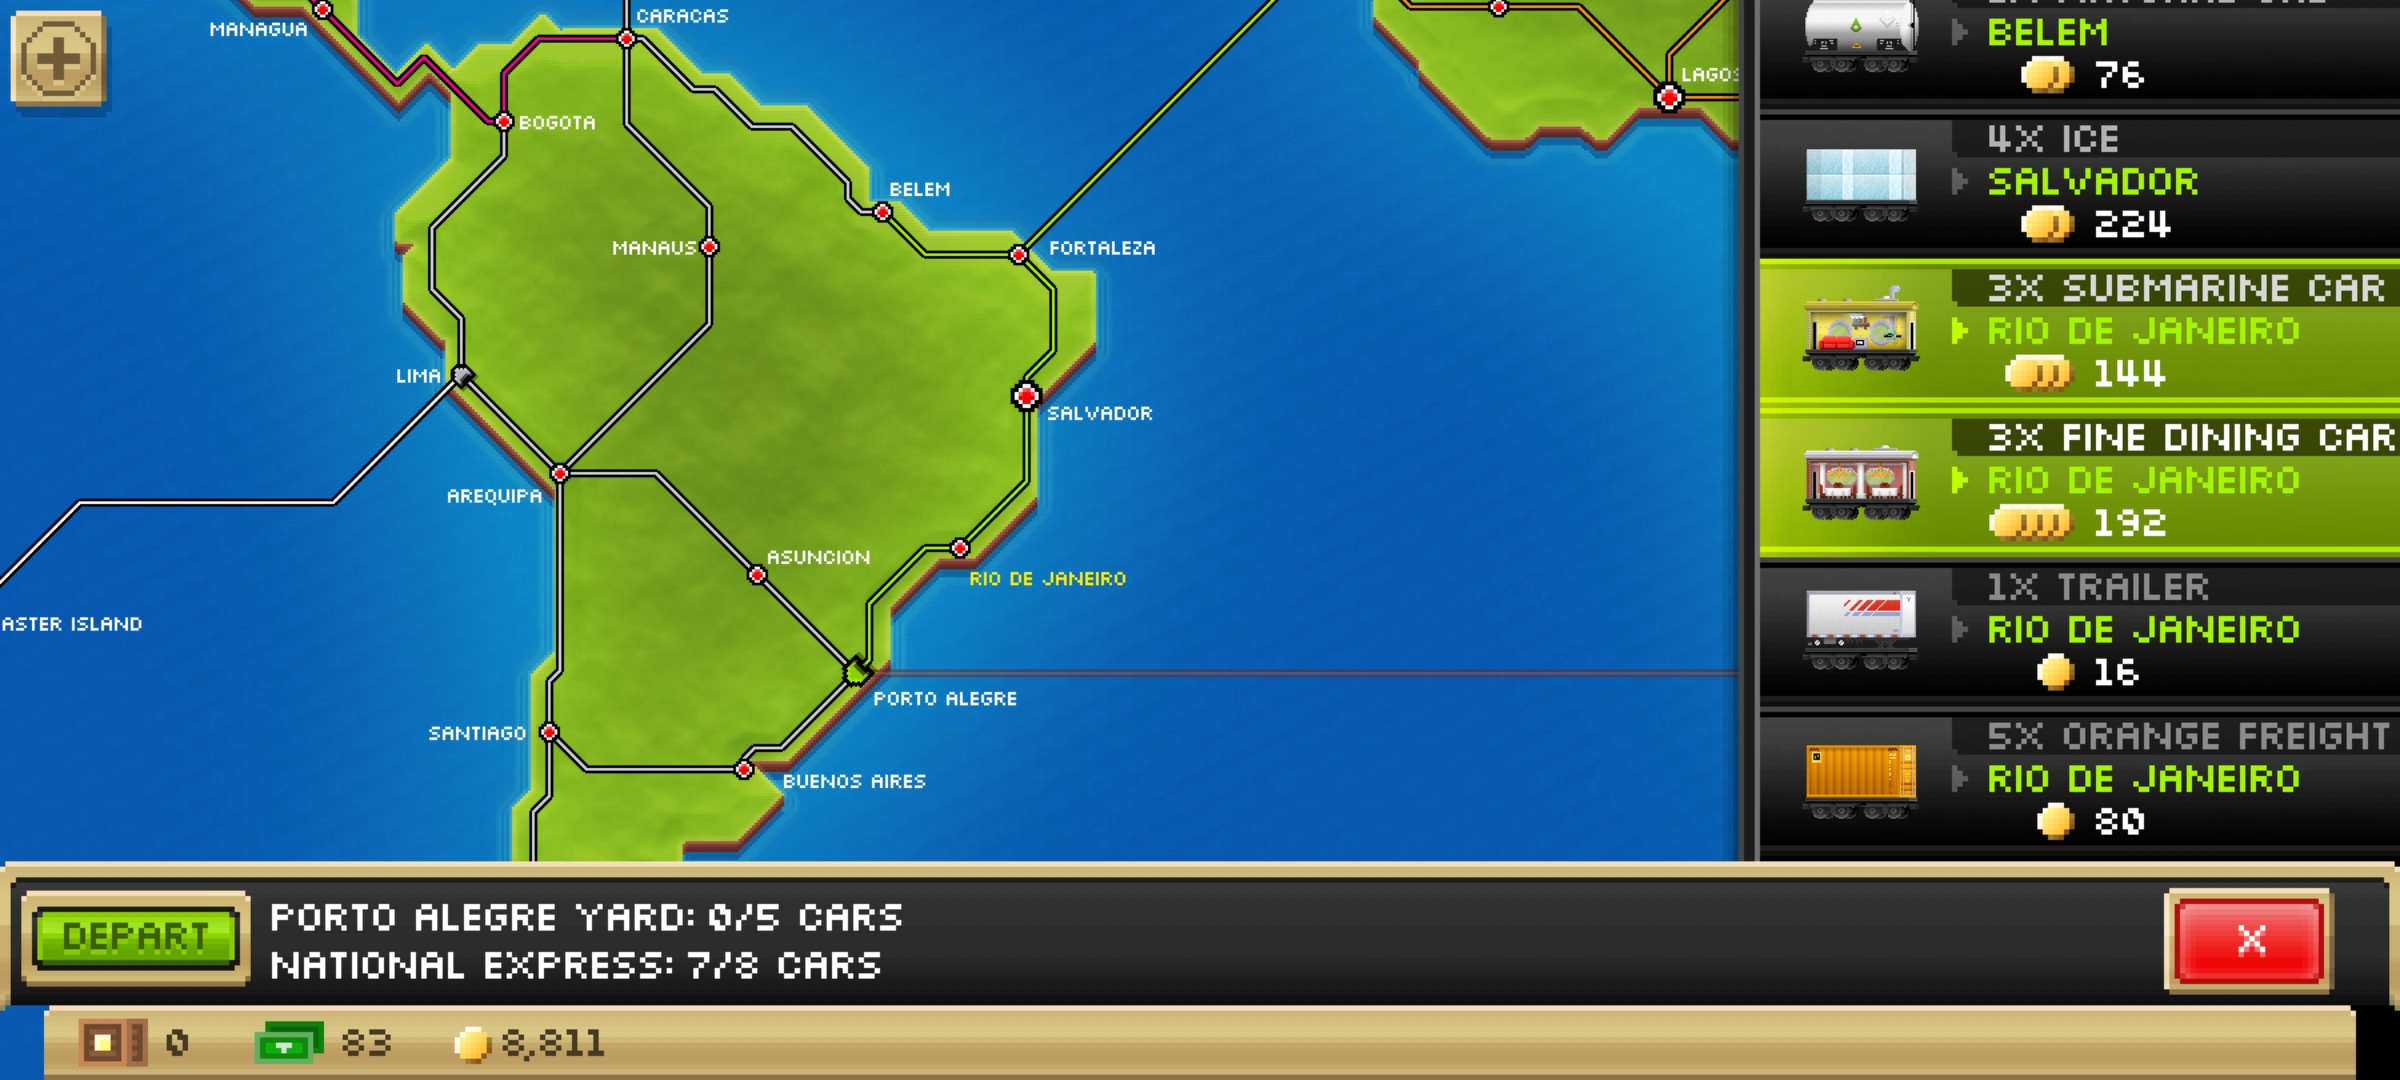 CARACAS
MANAGUA
BOGOTA
BELEM
MANAUS
FORTALEZA
LIMA
SALVADOR
AREQUIPA
ASUNCION
RIO DE JANEIRO
ASTER ISLAND
PORTO ALEGRE
SANTIAGO
BUENOS AIRES
LAGOS
BELEM
76
4X ICE
SALVADOR
224
3X SUBMARINE CAR
RIO DE JANEIRO
144
3X FINE DINING CAR
RIO DE JANEIRO
192
1X TRAILER
RIO DE JANEIRO
16
5X ORANGE FREIGHT
RIO DE JANEIRO
80
DEPART
PORTO ALEGRE YARD: 0/5 CARS
NATIONAL EXPRESS: 7/8 CARS
X
0
83
8,811